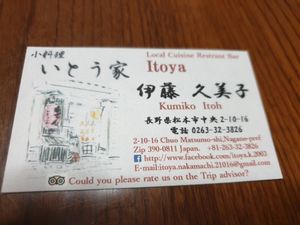 小料理
いとう家
Local Cuisine Restrant Bar
Itoya
伊藤 久美子
Kumiko Itoh
長野県松本市中央2-10-16
電話 0263-32-3826
2-10-16 Chuo Matsumo-shi,Nagano-pref
Zip 390-0811 Japan. +81-263-32-3826
http://www.facebook.com/itoya.k.2003
E-mail:itoya.nakamachi.21016@gmail.com
Could you please rate us on the Trip advisor?